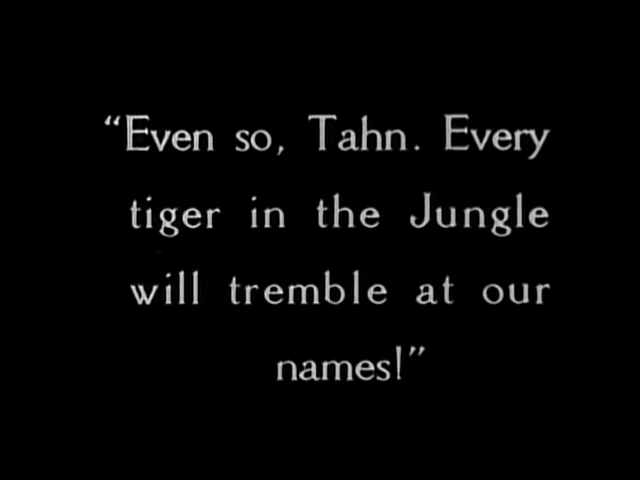 “Even so, Tahn. Every
tiger in the Jungle
will tremble at our
names!”